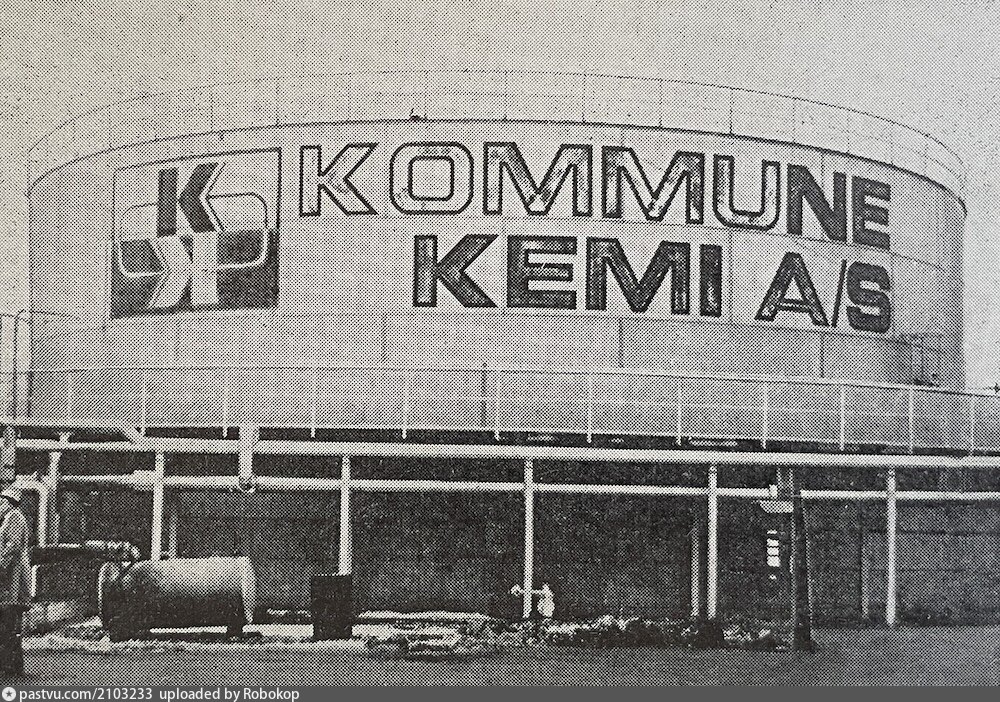 K
K
KOMMUNE
KEMI A/S
pastvu.com/2103233 uploaded by Robokop